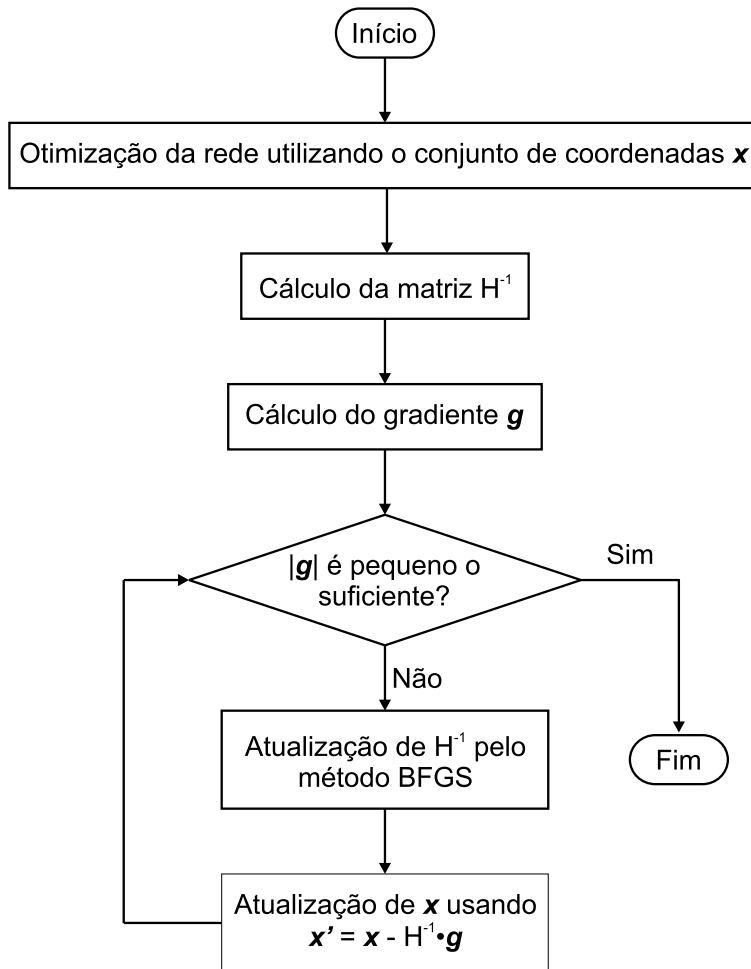 Início
Otimização da rede utilizando o conjunto de coordenadas x
Cálculo da matriz H⁻¹
Cálculo do gradiente g
|g| é pequeno o
suficiente?
Sim
Não
Atualização de H⁻¹ pelo
método BFGS
Fim
Atualização de x usando
x' = x - H⁻¹•g